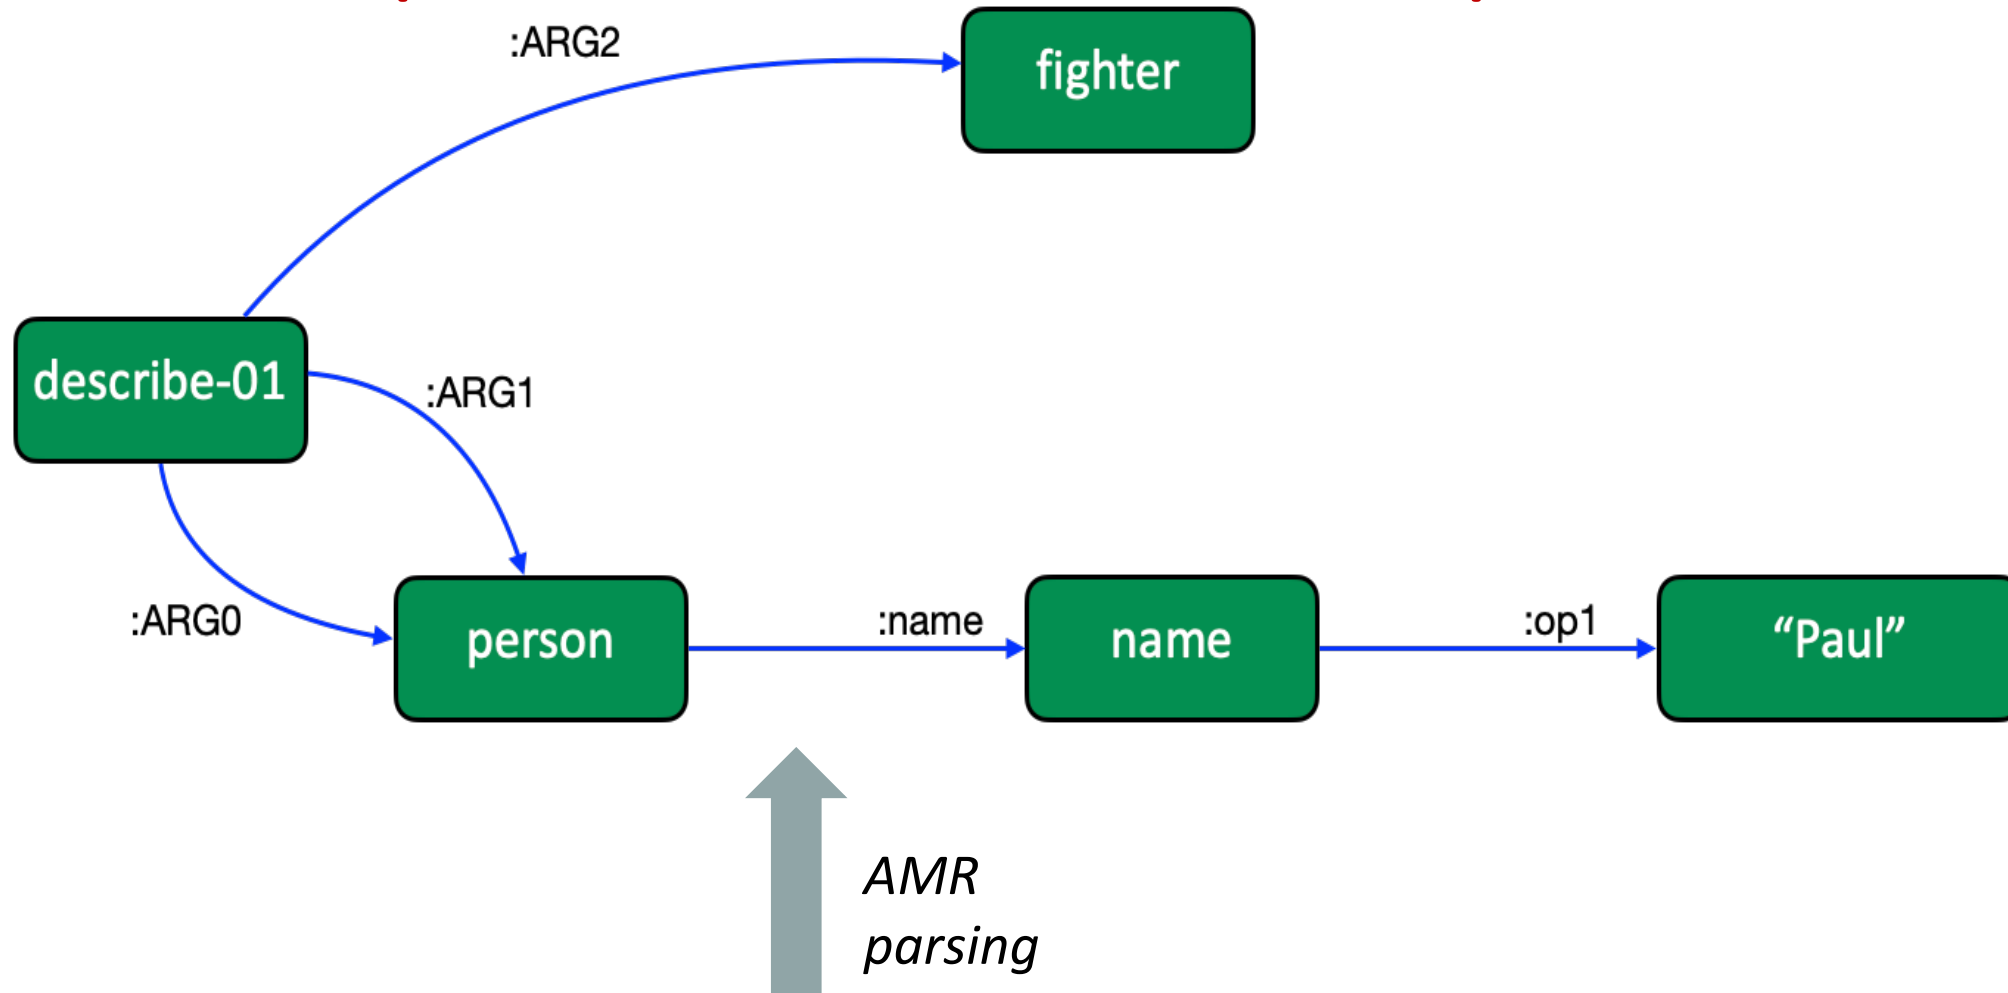 :ARG2
fighter
describe-01
:ARG1
:ARG0
person
:name
name
:op1
“Paul”
AMR
parsing